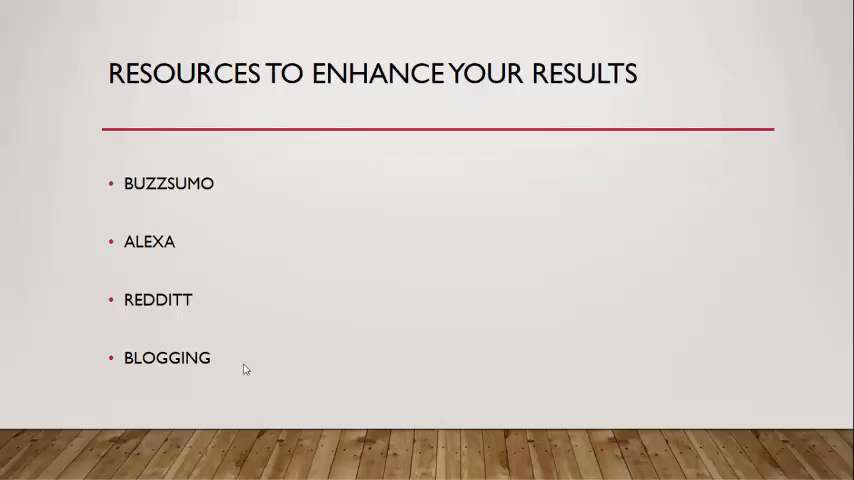 RESOURCES TO ENHANCE YOUR RESULTS
• BUZZSUMO
• ALEXA
• REDDITT
• BLOGGING